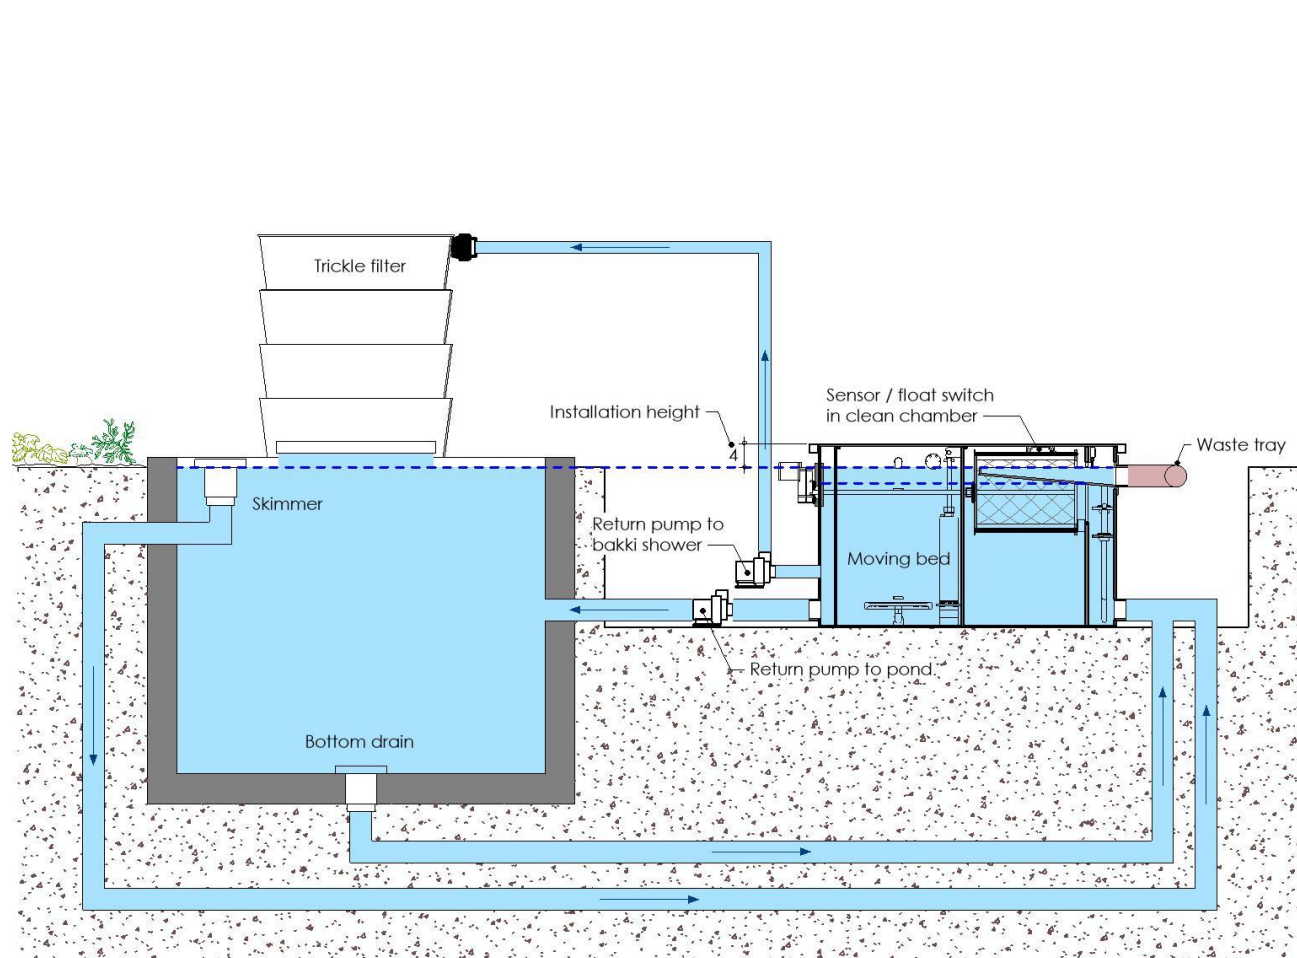 Trickle filter
Sensor / float switch
in clean chamber
Installation height
4
Waste tray
Skimmer
Return pump to
bakki shower
Moving bed
Return pump to pond
Bottom drain